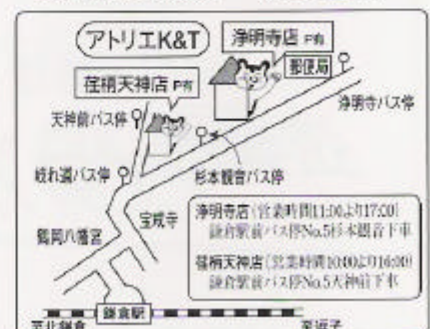 アトリエK&T
浄明寺店 P有
郵便局
荏柄天神店 P有
天神前バス停
浄明寺バス停
岐れ道バス停
杉本観音バス停
宝戒寺
鶴岡八幡宮
浄明寺店(営業時間11:00より17:00)
鎌倉駅前バス停No.5杉本観音下車
荏柄天神店(営業時間10:00より16:00)
鎌倉駅前バス停No.5天神前下車
鎌倉駅
至北鎌倉
至逗子